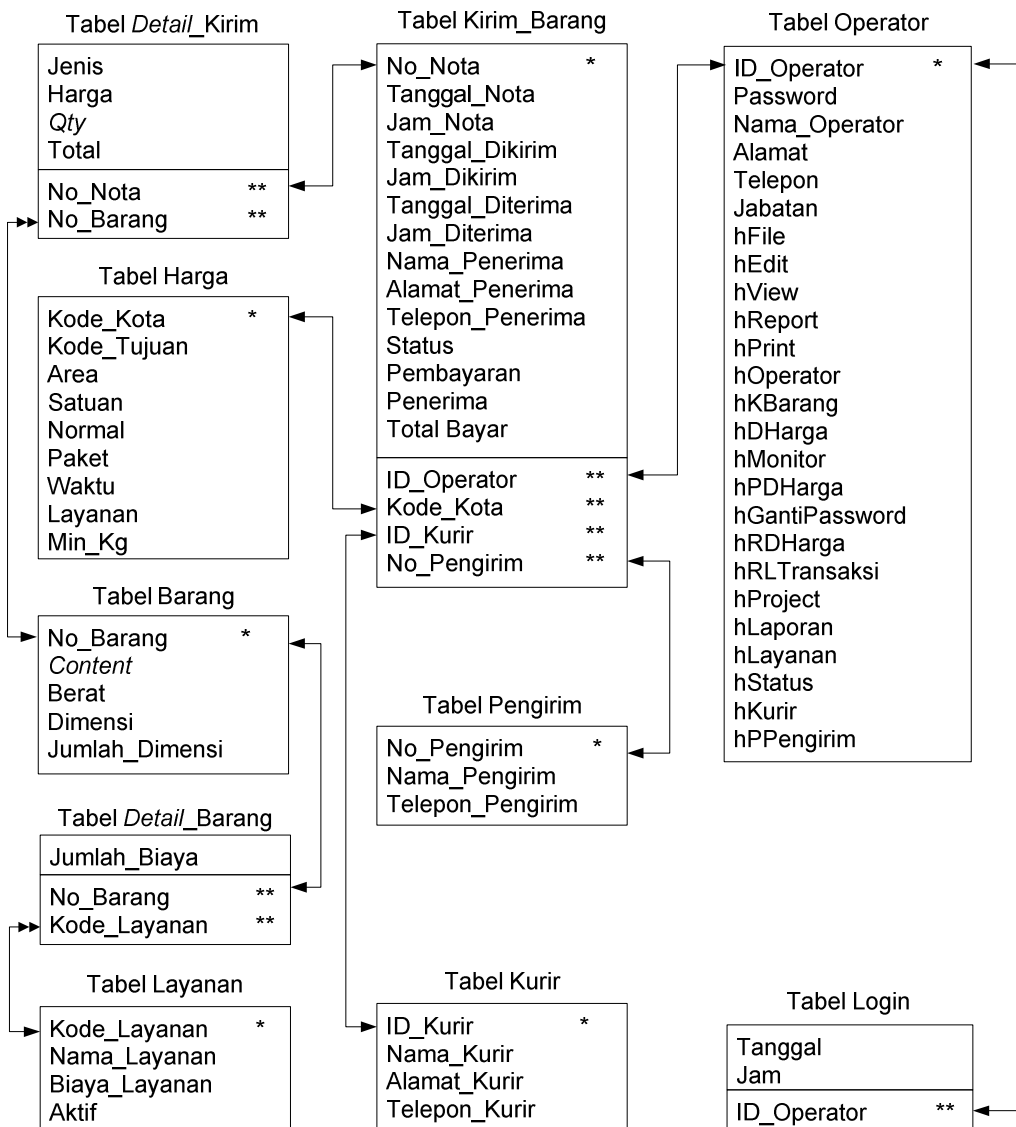 Tabel Detail_Kirim
Jenis
Harga
Qty
Total
No_Nota **
No_Barang **
Tabel Harga
Kode_Kota *
Kode_Tujuan
Area
Satuan
Normal
Paket
Waktu
Layanan
Min_Kg
Tabel Barang
No_Barang *
Content
Berat
Dimensi
Jumlah_Dimensi
Tabel Detail_Barang
Jumlah_Biaya
No_Barang **
Kode_Layanan **
Tabel Layanan
Kode_Layanan *
Nama_Layanan
Biaya_Layanan
Aktif
Tabel Kirim_Barang
No_Nota *
Tanggal_Nota
Jam_Nota
Tanggal_Dikirim
Jam_Dikirim
Tanggal_Diterima
Jam_Diterima
Nama_Penerima
Alamat_Penerima
Telepon_Penerima
Status
Pembayaran
Penerima
Total Bayar
ID_Operator **
Kode_Kota **
ID_Kurir **
No_Pengirim **
Tabel Pengirim
No_Pengirim *
Nama_Pengirim
Telepon_Pengirim
Tabel Kurir
ID_Kurir *
Nama_Kurir
Alamat_Kurir
Telepon_Kurir
Tabel Operator
ID_Operator *
Password
Nama_Operator
Alamat
Telepon
Jabatan
hFile
hEdit
hView
hReport
hPrint
hOperator
hKBarang
hDHarga
hMonitor
hPDHarga
hGantiPassword
hRDHarga
hRLTransaksi
hProject
hLaporan
hLayanan
hStatus
hKurir
hPPengirim
Tabel Login
Tanggal
Jam
ID_Operator **